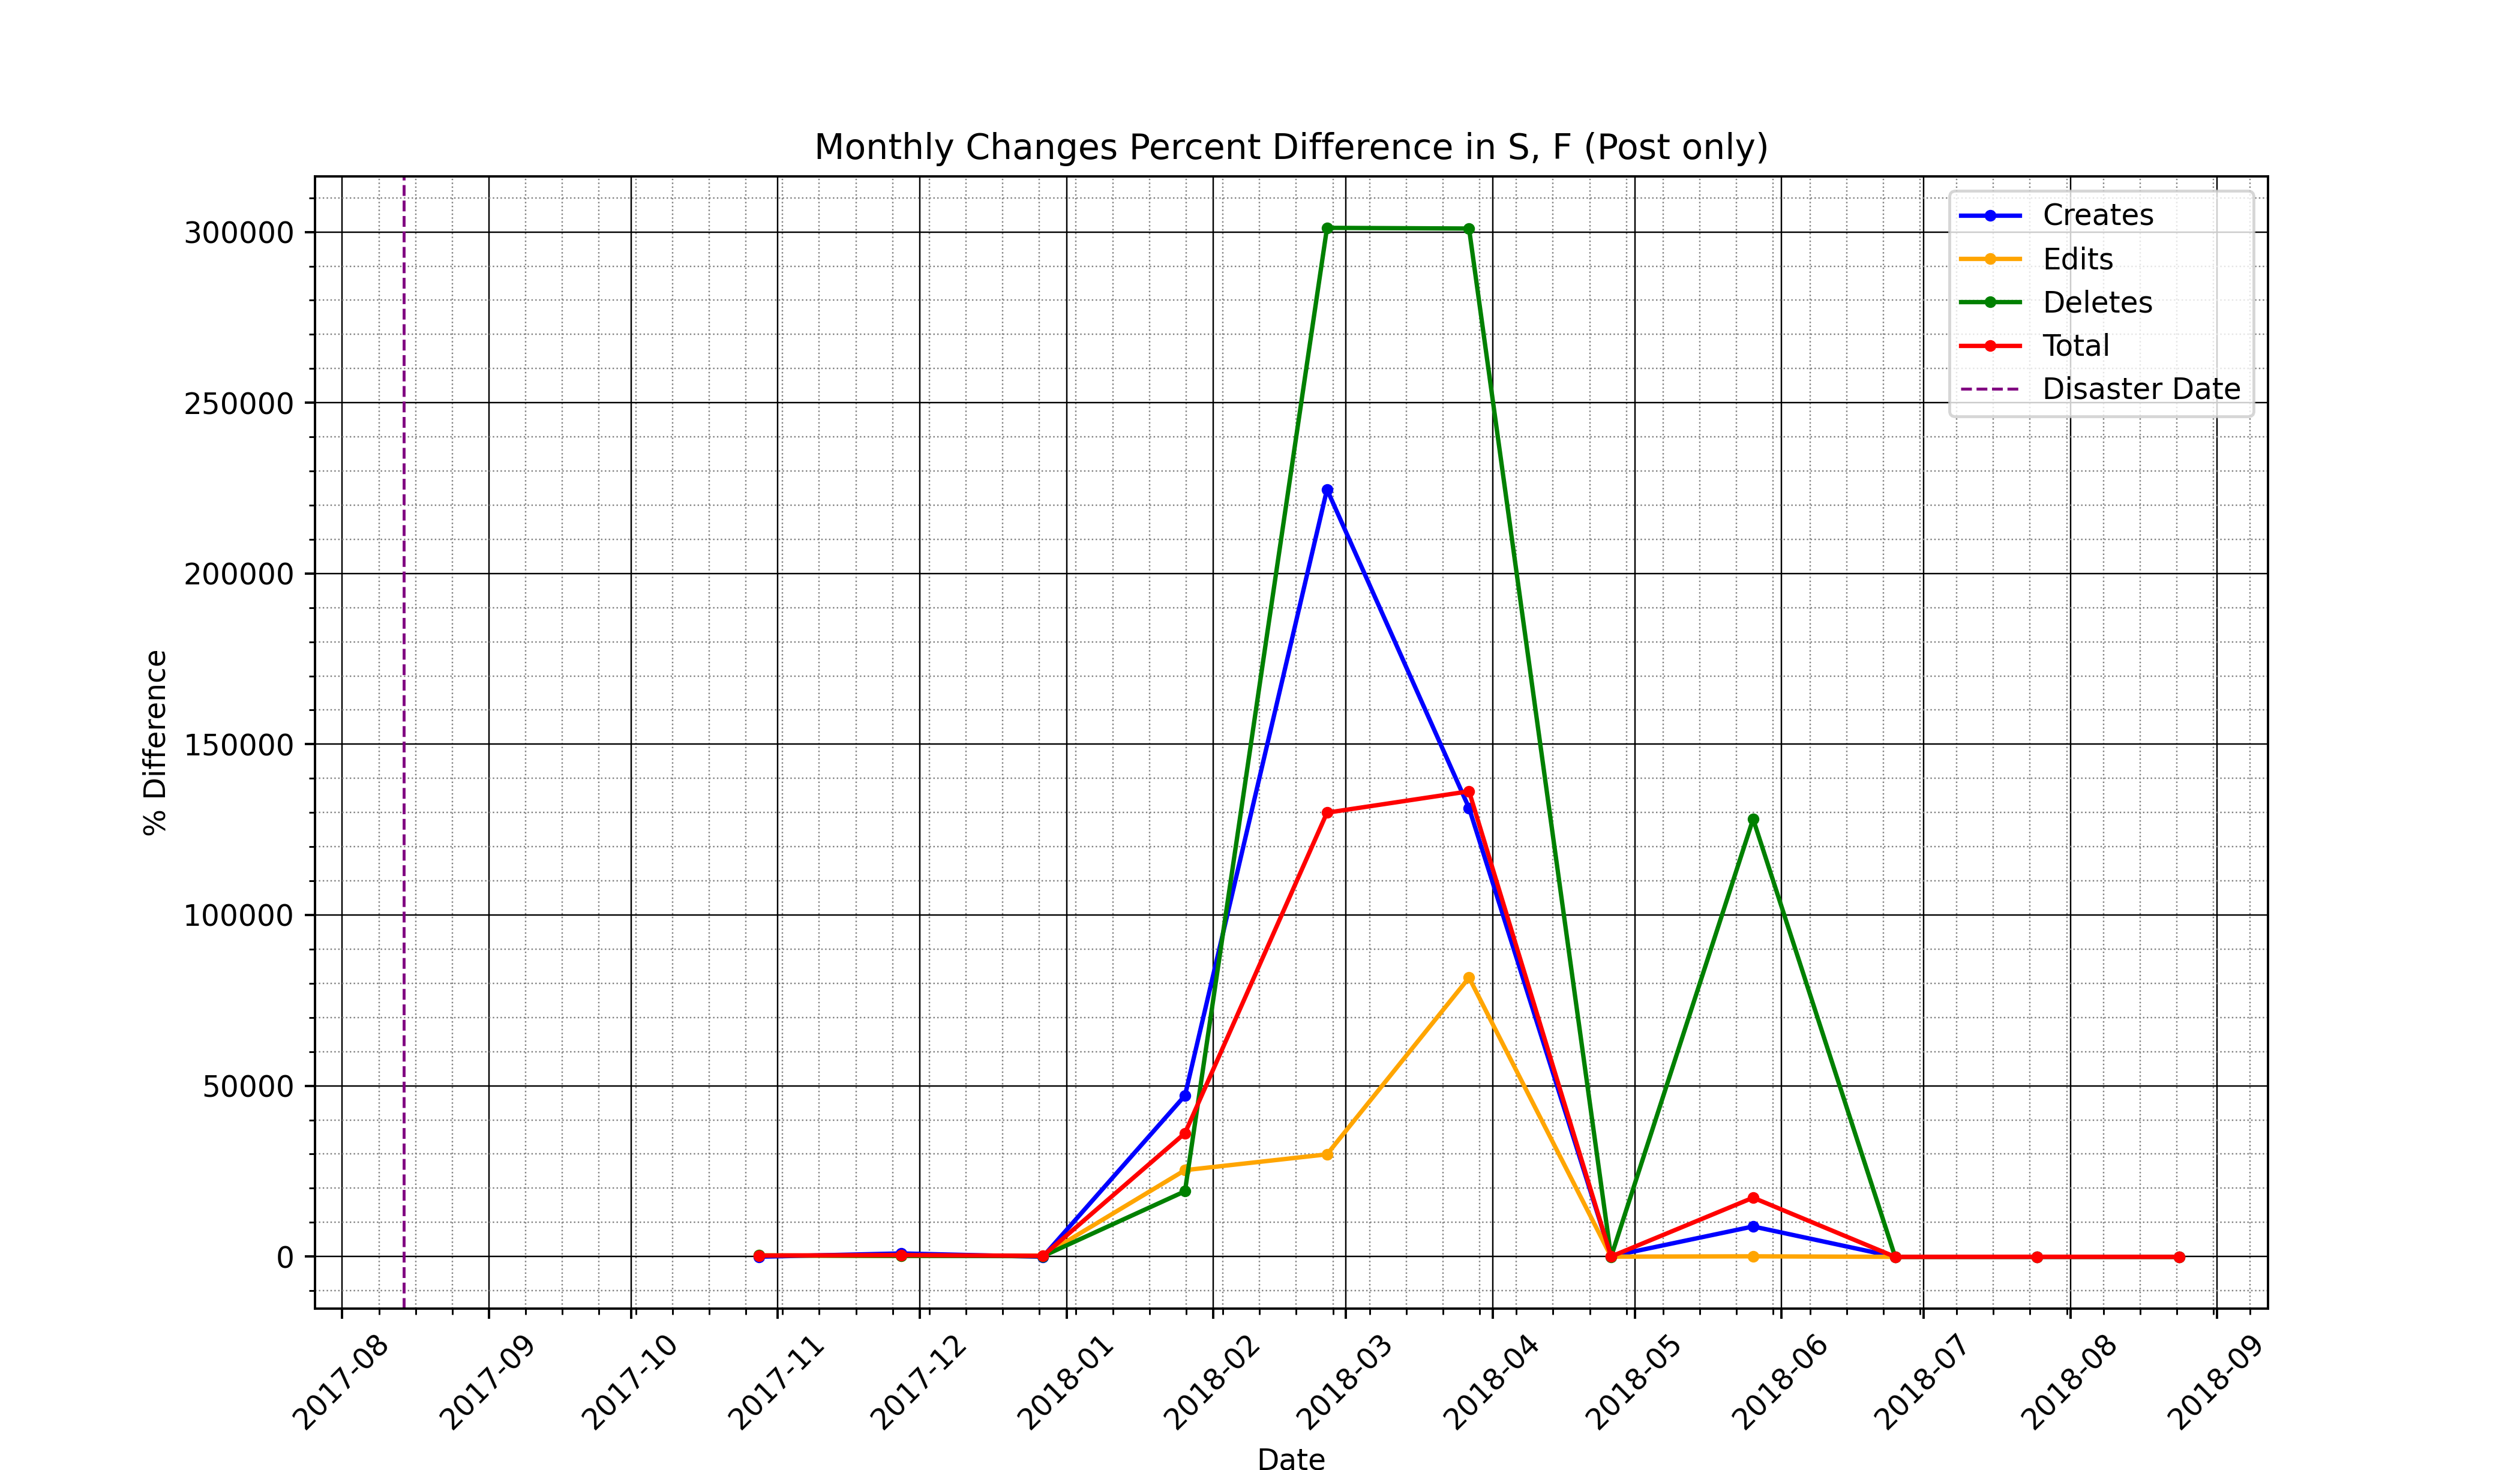 Monthly Changes Percent Difference in S, F (Post only)
Creates
Edits
Deletes
Total
Disaster Date
300000
250000
200000
150000
100000
50000
0
% Difference
2017-08
2017-09
2017-10
2017-11
2017-12
2018-01
2018-02
2018-03
2018-04
2018-05
2018-06
2018-07
2018-08
2018-09
Date